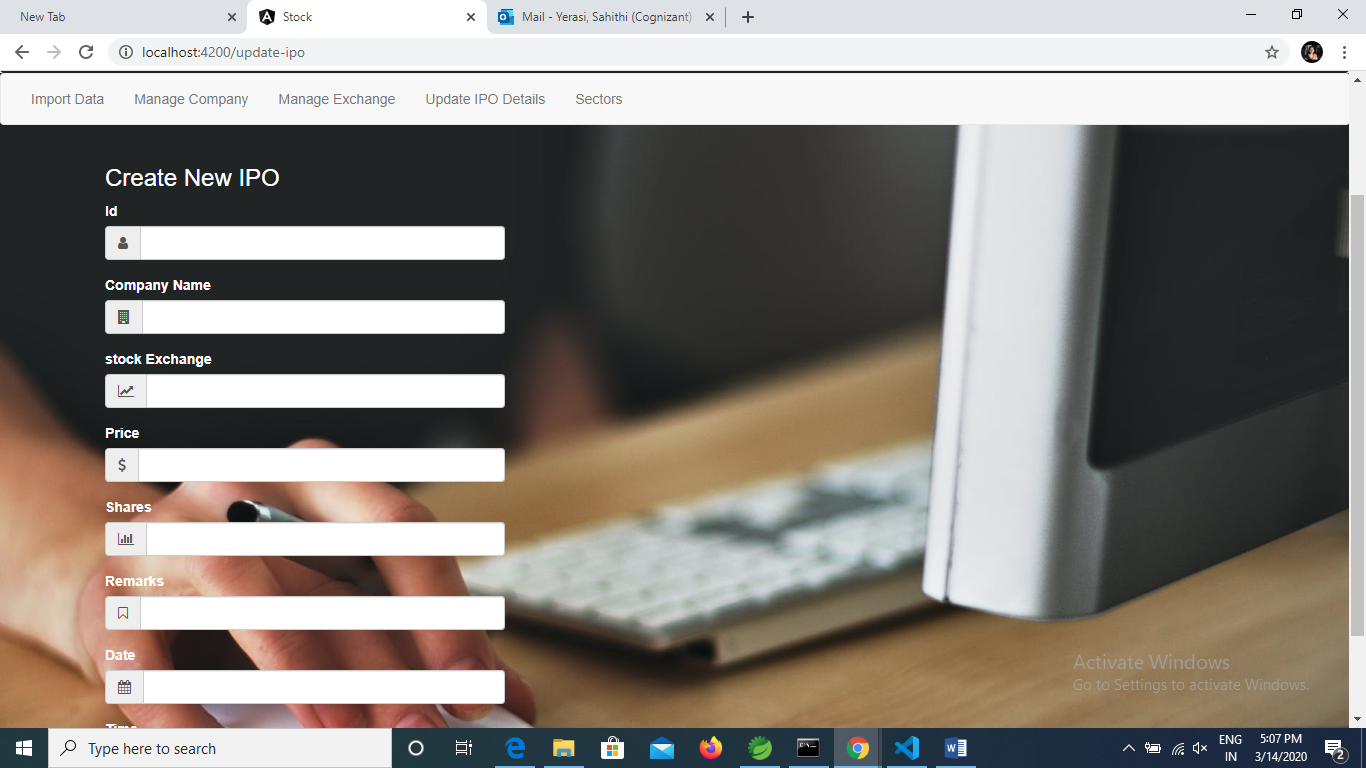 New Tab
Stock
Mail - Yerasi, Sahithi (Cognizant)
localhost:4200/update-ipo
Import Data
Manage Company
Manage Exchange
Update IPO Details
Sectors
Create New IPO
Id
Company Name
stock Exchange
Price
$
Shares
Remarks
Date
Time
Activate Windows
Go to Settings to activate Windows.
Type here to search
ENG
IN
5:07 PM
3/14/2020
2